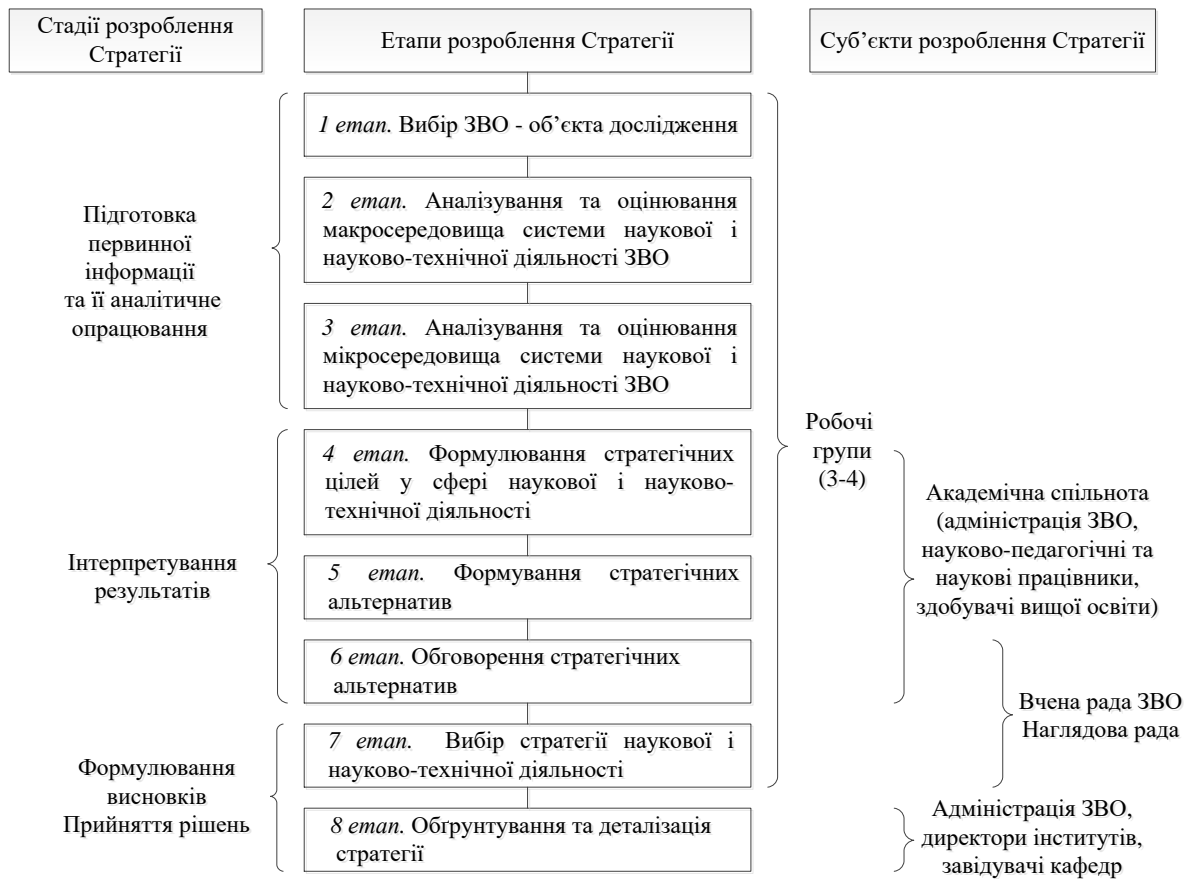 Стадії розроблення
Стратегії
Етапи розроблення Стратегії
Суб’єкти розроблення Стратегії
Підготовка
первинної
інформації
та її аналітичне
опрацювання
1 етап. Вибір ЗВО - об’єкта дослідження
2 етап. Аналізування та оцінювання
макросередовища системи наукової і
науково-технічної діяльності ЗВО
3 етап. Аналізування та оцінювання
мікросередовища системи наукової і
науково-технічної діяльності ЗВО
Інтерпретування
результатів
4 етап. Формулювання стратегічних
цілей у сфері наукової і науково-
технічної діяльності
5 етап. Формування стратегічних
альтернатив
6 етап. Обговорення стратегічних
альтернатив
Формулювання
висновків
Прийняття рішень
7 етап. Вибір стратегії наукової і
науково-технічної діяльності
8 етап. Обґрунтування та деталізація
стратегії
Робочі
групи
(3-4)
Академічна спільнота
(адміністрація ЗВО,
науково-педагогічні та
наукові працівники,
здобувачі вищої освіти)
Вчена рада ЗВО
Наглядова рада
Адміністрація ЗВО,
директори інститутів,
завідувачі кафедр